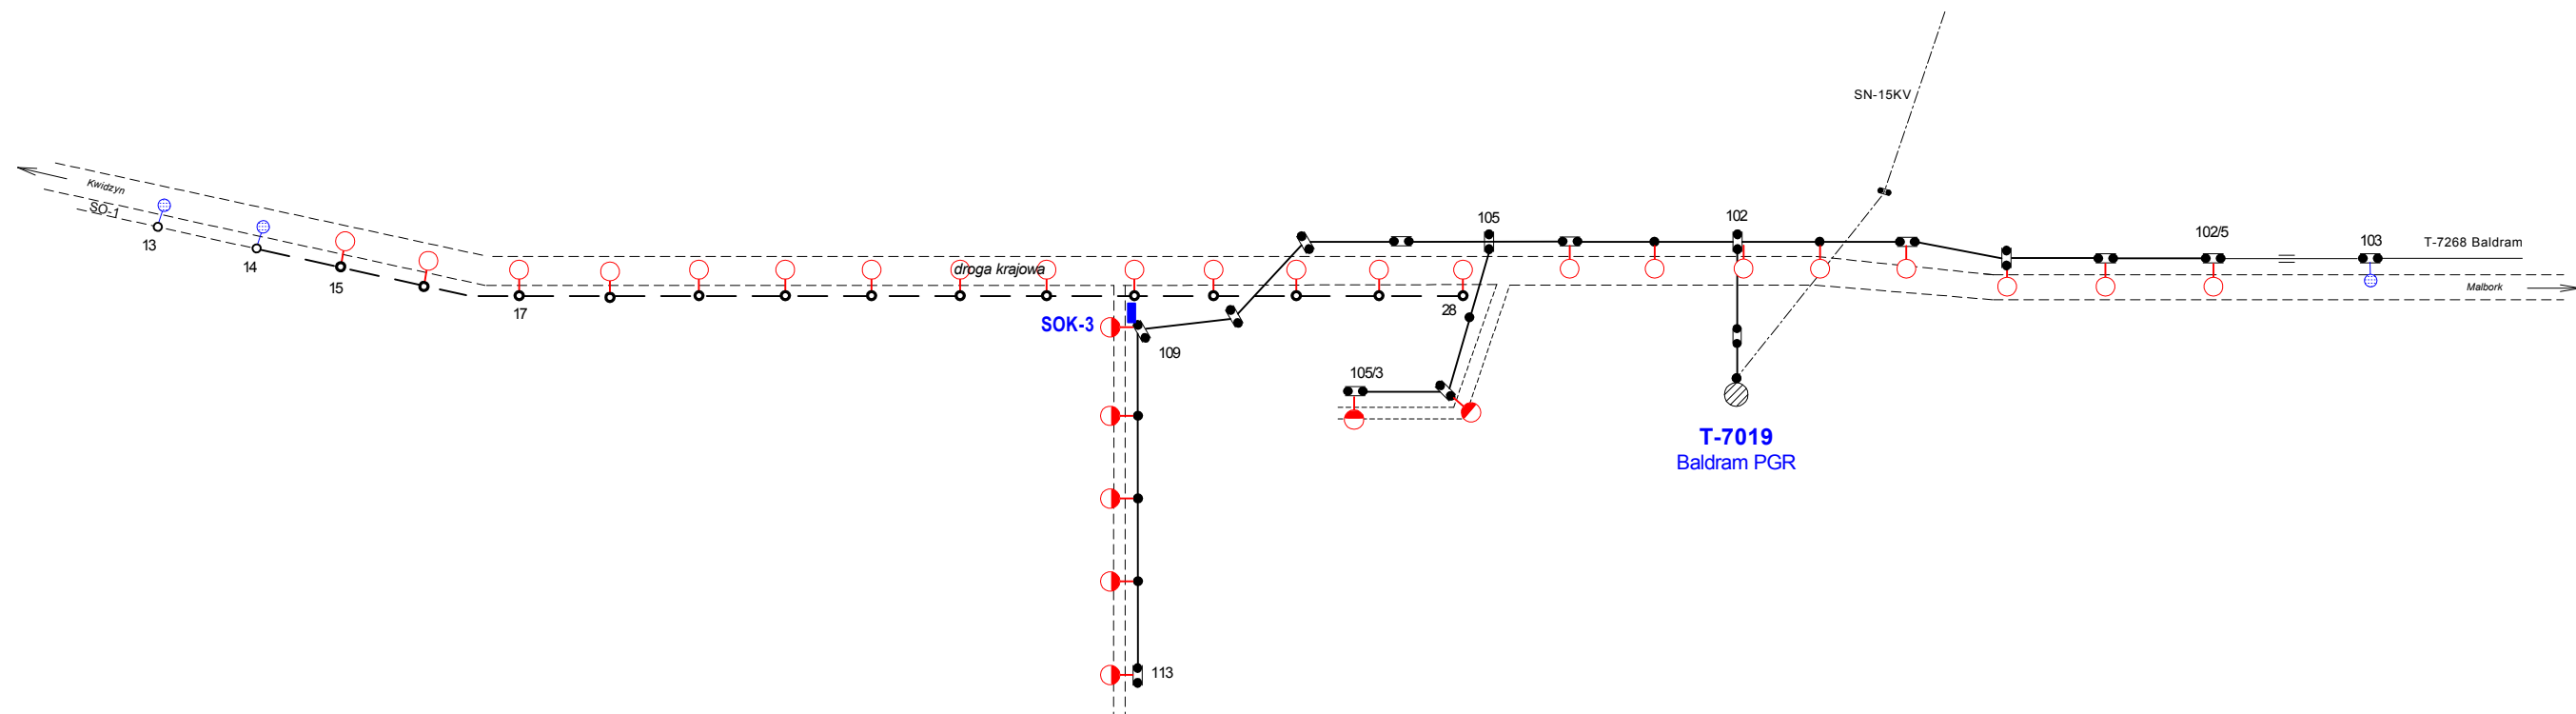 SN-15KV
Kwidzyn
SO-1
13
14
15
17
droga krajowa
SOK-3
109
28
105
105/3
102
102/5
103
T-7268 Baldram
Malbork
T-7019
Baldram PGR
113